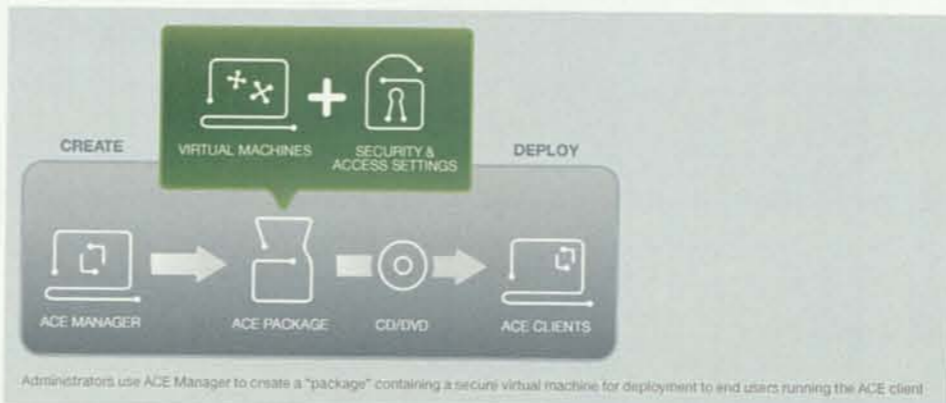 VIRTUAL MACHINES
SECURITY &
ACCESS SETTINGS
CREATE
DEPLOY
ACE MANAGER
ACE PACKAGE
CD/DVD
ACE CLIENTS
Administrators use ACE Manager to create a "package" containing a secure virtual machine for deployment to end users running the ACE client